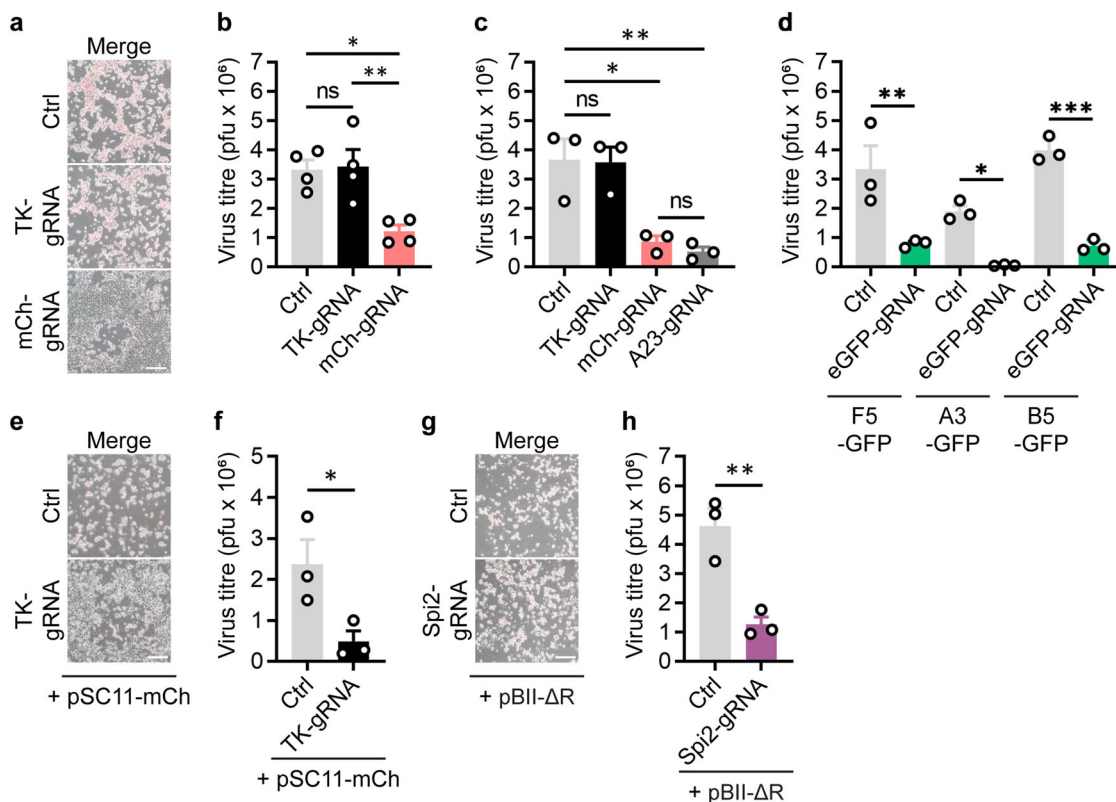 a
Merge
Ctrl
TK-
gRNA
mCh-
gRNA
b
Virus titre (pfu x 10⁶)
7
6
5
4
3
2
1
0
*
**
ns
Ctrl
TK-gRNA
mCh-gRNA
c
Virus titre (pfu x 10⁶)
7
6
5
4
3
2
1
0
**
*
ns
ns
Ctrl
TK-gRNA
mCh-gRNA
A23-gRNA
d
Virus titre (pfu x 10⁶)
7
6
5
4
3
2
1
0
**
*
***
Ctrl
eGFP-gRNA
Ctrl
eGFP-gRNA
Ctrl
eGFP-gRNA
F5
-GFP
A3
-GFP
B5
-GFP
e
Merge
Ctrl
TK-
gRNA
+ pSC11-mCh
f
Virus titre (pfu x 10⁶)
5
4
3
2
1
0
*
Ctrl
TK-gRNA
+ pSC11-mCh
g
Merge
Ctrl
Spi2-
gRNA
+ pBII-ΔR
h
Virus titre (pfu x 10⁶)
7
6
5
4
3
2
1
0
**
Ctrl
Spi2-gRNA
+ pBII-ΔR